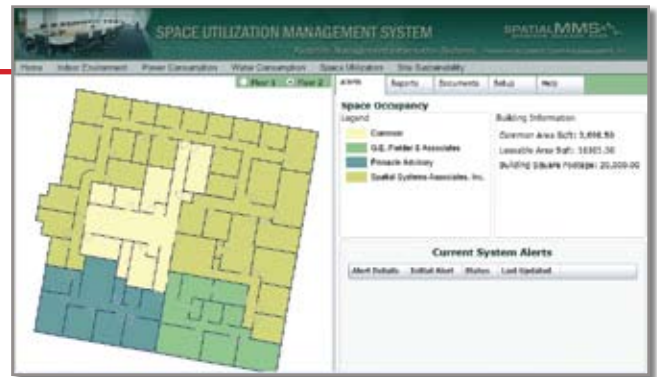 SPACE UTILIZATION MANAGEMENT SYSTEM
SPATIALMMS
Home Indoor Environment Power Consumption Water Consumption Space Utilization Site Sustainability
Floor 1 Floor 2
Alerts Reports Documents Setup Help
Space Occupancy
Legend
Common
G.E. Fielder & Associates
Pinnacle Advisory
Spatial Systems Associates, Inc.
Building Information
Common Area Sqft: 3,698.50
Leasable Area Sqft: 16301.50
Building Square Footage: 20,000.00
Current System Alerts
Alert Details Initial Alert Status Last Updated